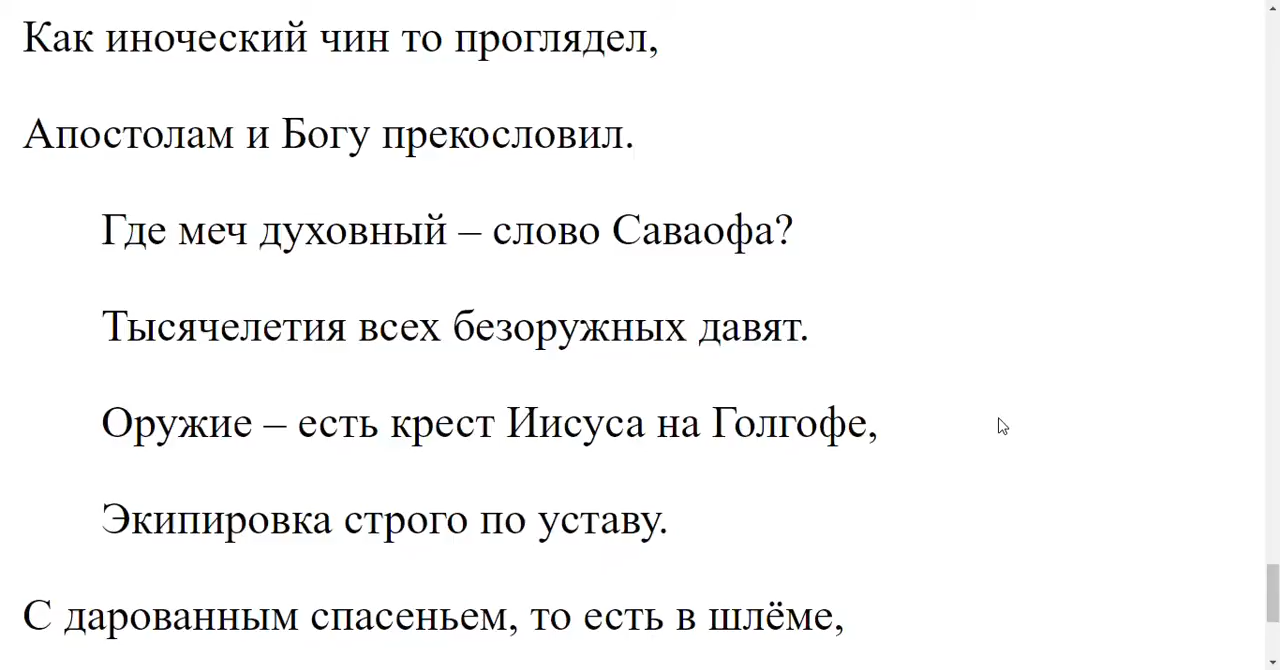 Как иноческий чин то проглядел,
Апостолам и Богу прекословил.
Где меч духовный – слово Саваофа?
Тысячелетия всех безоружных давят.
Оружие – есть крест Иисуса на Голгофе,
Экипировка строго по уставу.
С дарованным спасеньем, то есть в шлёме,